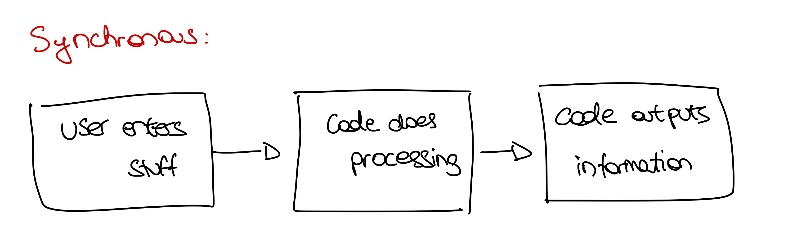 Synchronous:
User enters
stuff
Code does
processing
Code outputs
information